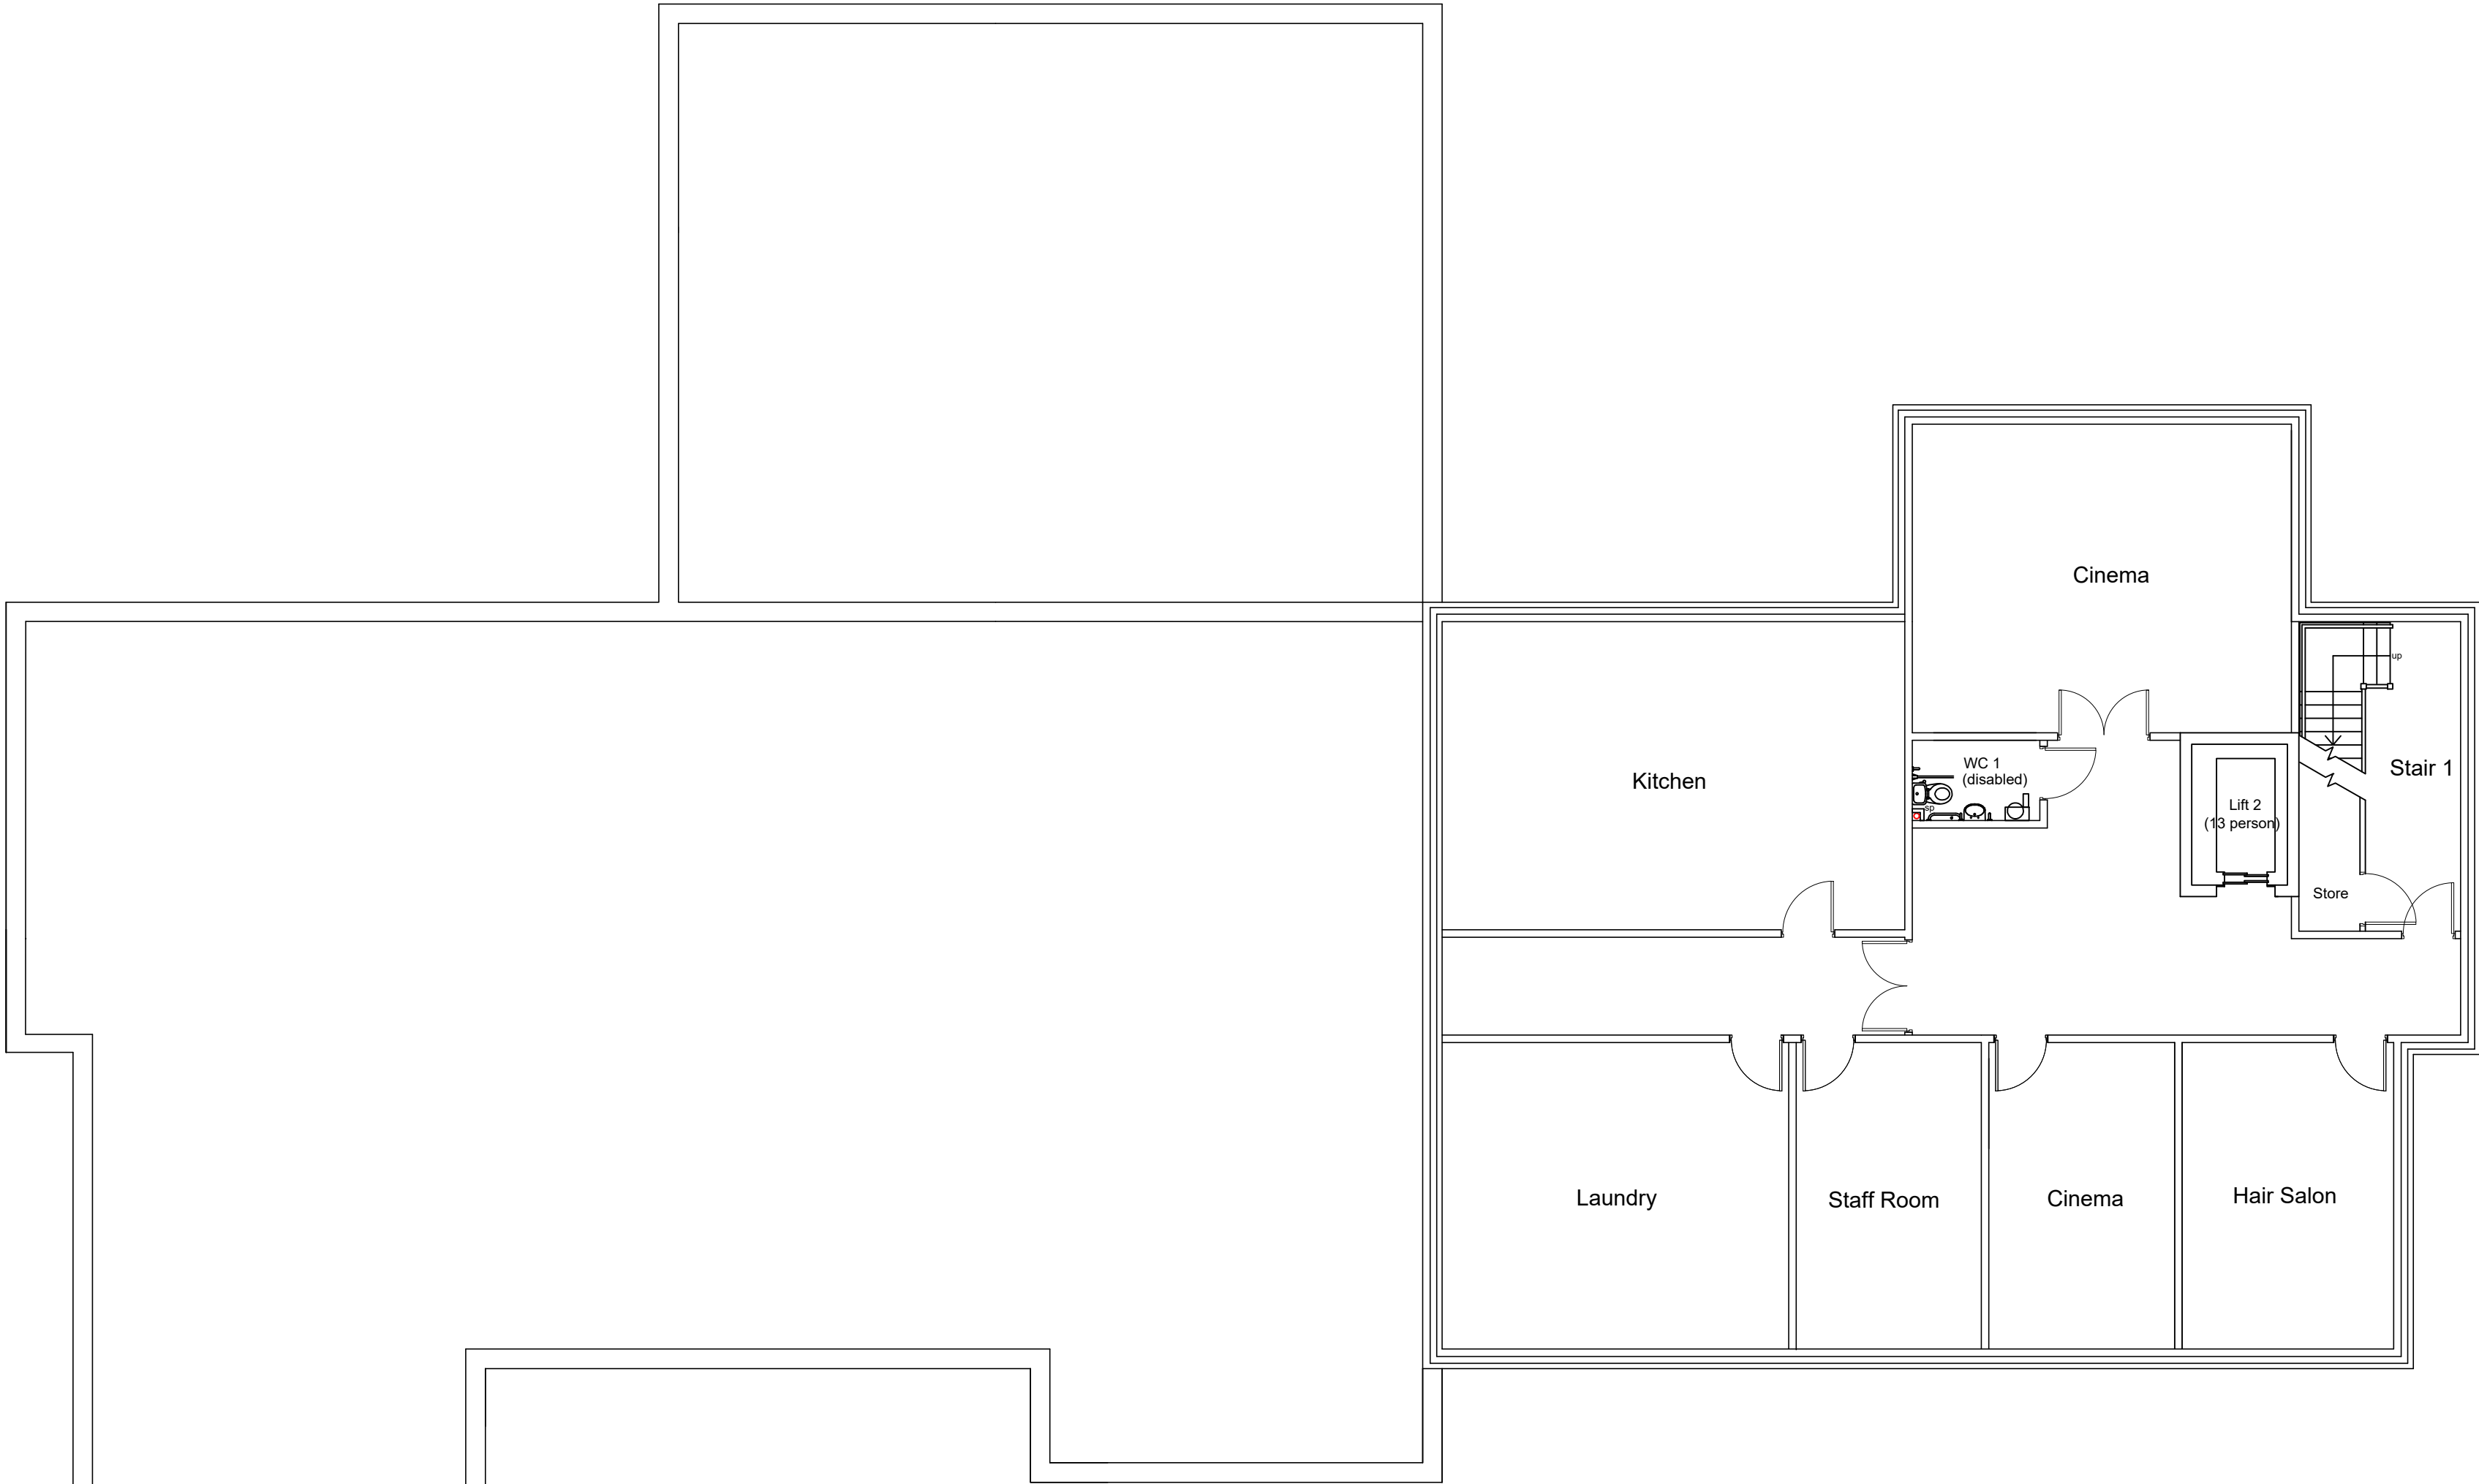 Cinema
up
WC 1
(disabled)
Stair 1
Kitchen
Lift 2
(13 person)
sp
Store
Laundry
Staff Room
Cinema
Hair Salon